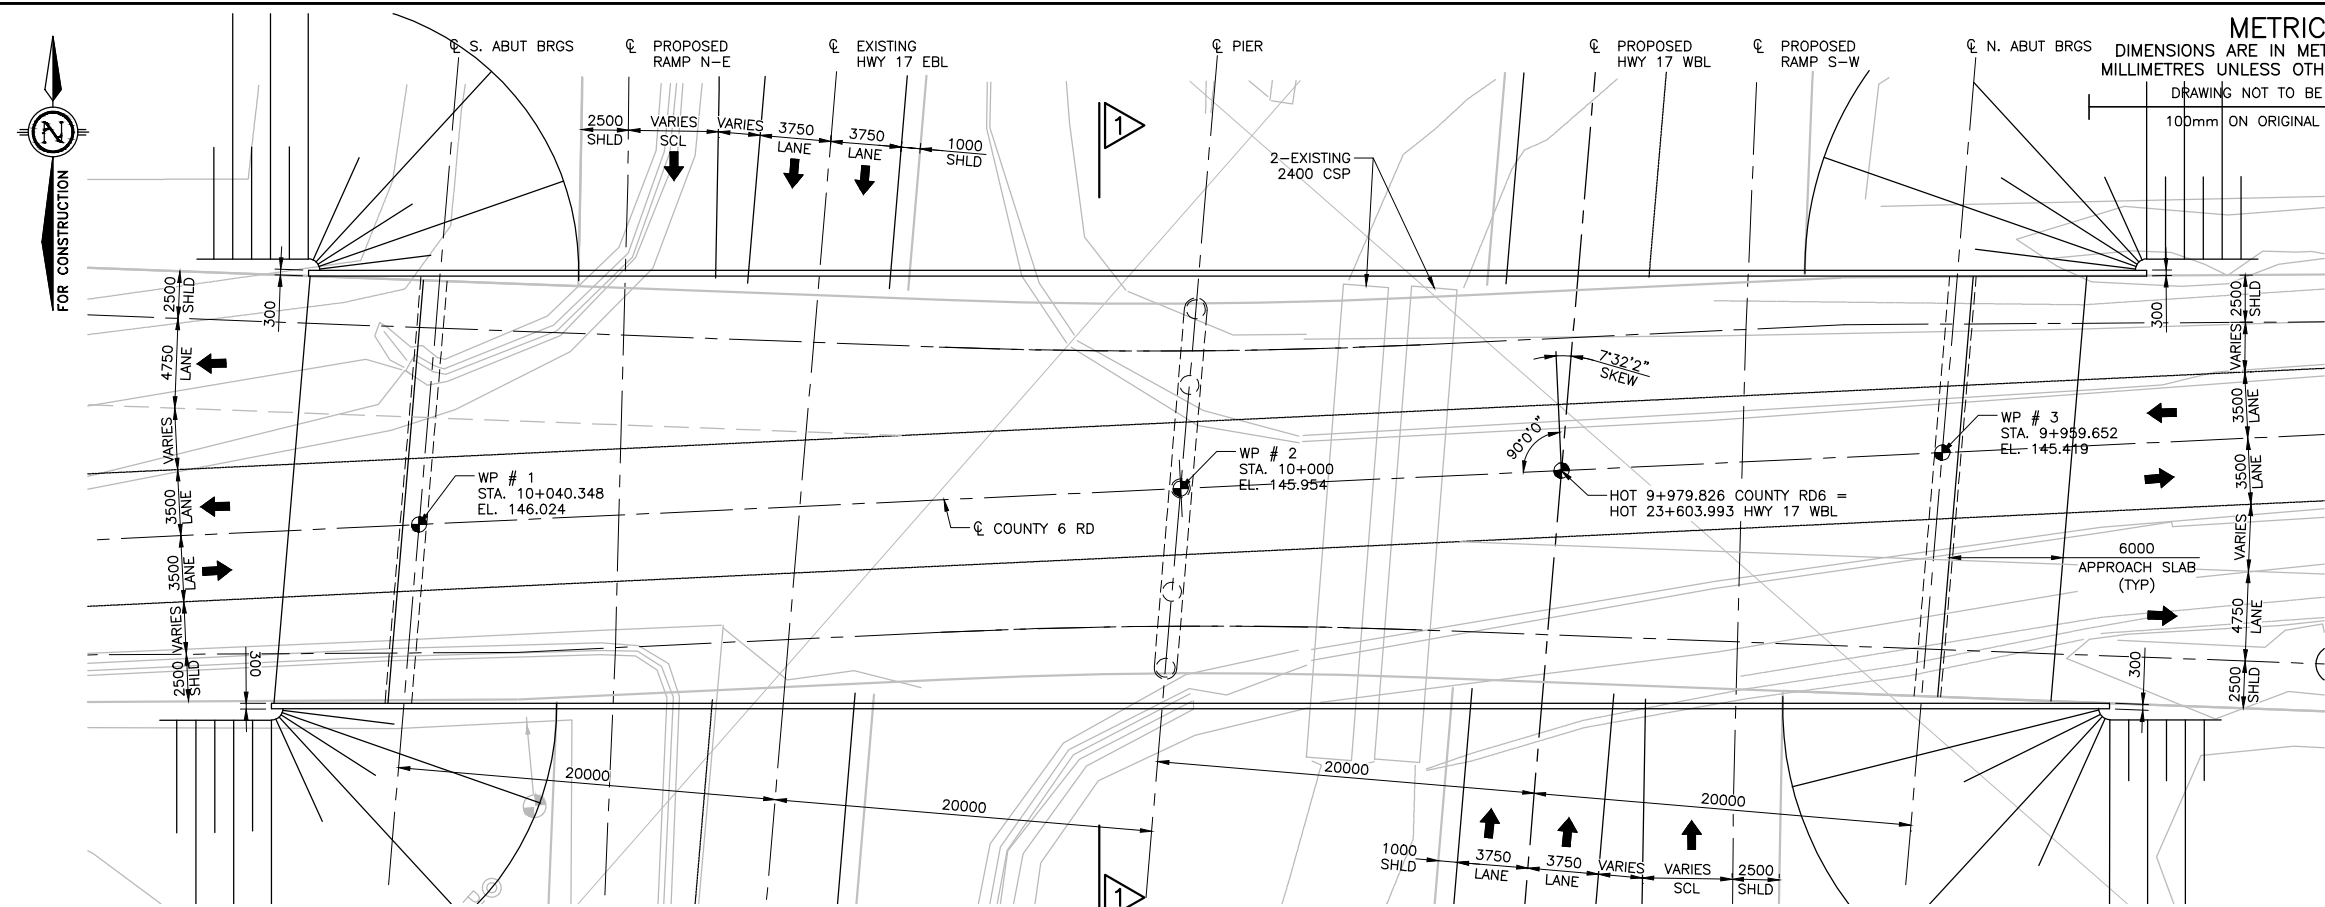 METRIC
DIMENSIONS ARE IN MET
MILLIMETRES UNLESS OTH
DRAWING NOT TO BE
100mm ON ORIGINAL
N
FOR CONSTRUCTION
℄ S. ABUT BRGS
℄ PROPOSED
RAMP N-E
℄ EXISTING
HWY 17 EBL
℄ PIER
℄ PROPOSED
HWY 17 WBL
℄ PROPOSED
RAMP S-W
℄ N. ABUT BRGS
2500
SHLD
VARIES
SCL
VARIES
3750
LANE
3750
LANE
1000
SHLD
1
2-EXISTING
2400 CSP
2500
SHLD
300
4750
LANE
VARIES
3500
LANE
3500
LANE
VARIES
2500
SHLD
300
WP # 1
STA. 10+040.348
EL. 146.024
℄ COUNTY 6 RD
WP # 2
STA. 10+000
EL. 145.954
7°32'2"
SKEW
90°0'0"
HOT 9+979.826 COUNTY RD6 =
HOT 23+603.993 HWY 17 WBL
WP # 3
STA. 9+959.652
EL. 145.419
300
2500
SHLD
VARIES
3500
LANE
3500
LANE
VARIES
4750
LANE
2500
SHLD
300
6000
APPROACH SLAB
(TYP)
20000
20000
20000
20000
1
1000
SHLD
3750
LANE
3750
LANE
VARIES
VARIES
SCL
2500
SHLD